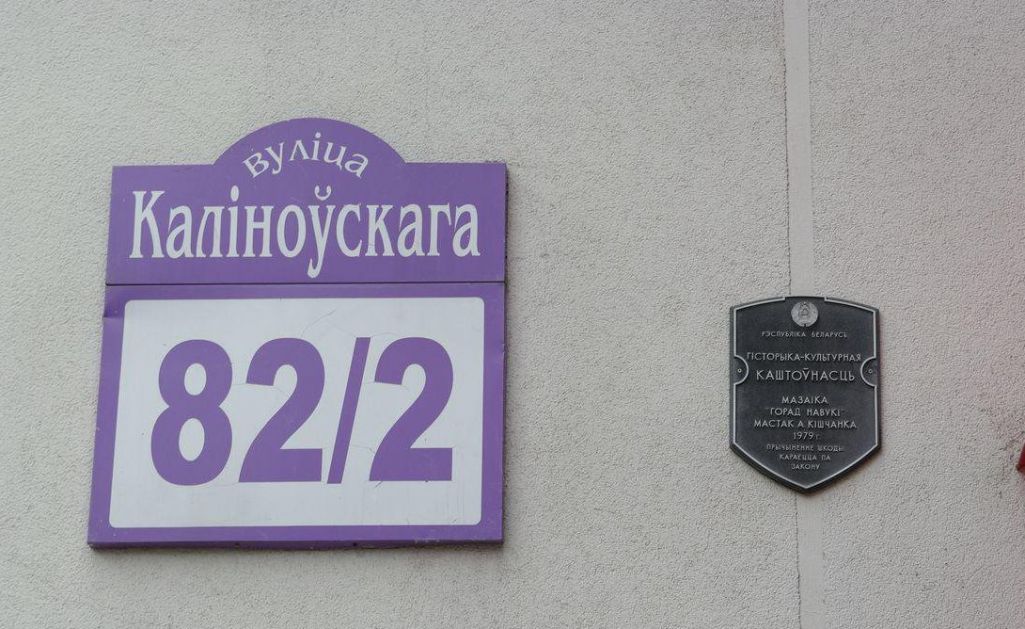 вуліца
Каліноўскага
82/2
РЭСПУБЛІКА БЕЛАРУСЬ
ГІСТОРЫКА-КУЛЬТУРНАЯ
КАШТОЎНАСЦЬ
МАЗАІКА
"ГОРАД НАВУКІ"
МАСТАК А.КІШЧАНКА
1979 г.
ПРЫЧЫНЕННЕ ШКОДЫ
КАРАЕЦЦА ПА
ЗАКОНУ